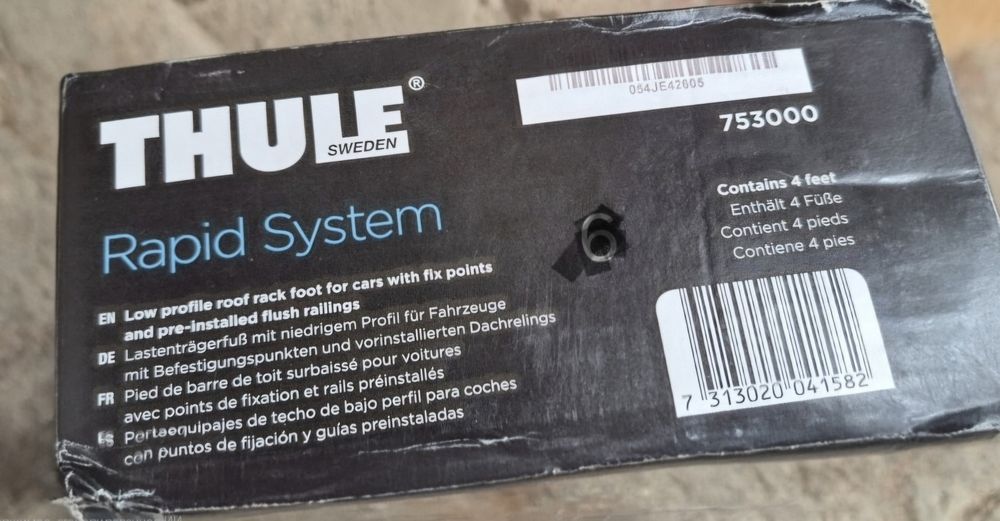 THULE®
SWEDEN
054JE42605
753000
Rapid System
Contains 4 feet
Enthält 4 Füße
Contient 4 pieds
Contiene 4 pies
6
EN Low profile roof rack foot for cars with fix points
and pre-installed flush railings
DE Lastenträgerfuß mit niedrigem Profil für Fahrzeuge
mit Befestigungspunkten und vorinstallierten Dachrelings
FR Pied de barre de toit surbaissé pour voitures
avec points de fixation et rails préinstallés
ES Portaequipajes de techo de bajo perfil para coches
con puntos de fijación y guías preinstaladas
7 313020 041582